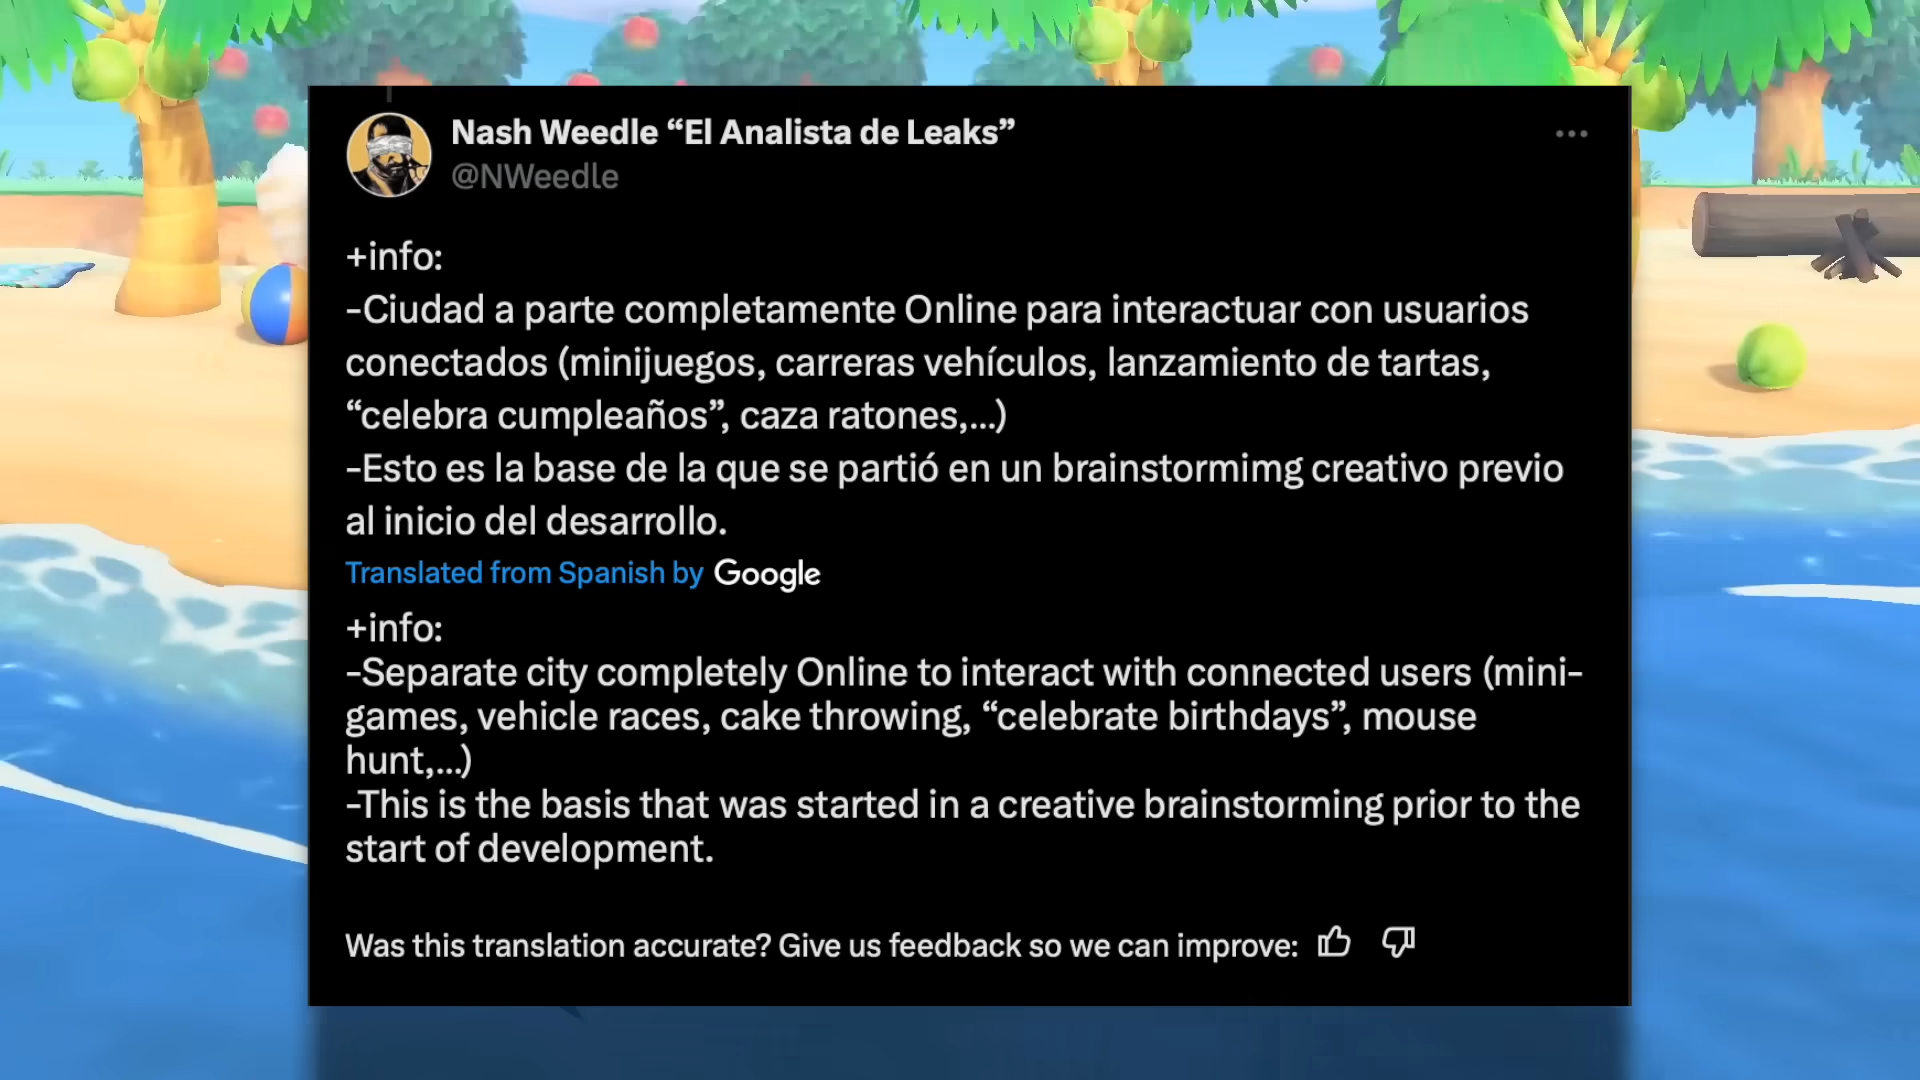 Nash Weedle “El Analista de Leaks”
@NWeedle
+info:
-Ciudad a parte completamente Online para interactuar con usuarios
conectados (minijuegos, carreras vehículos, lanzamiento de tartas,
“celebra cumpleaños”, caza ratones,...)
-Esto es la base de la que se partió en un brainstormimg creativo previo
al inicio del desarrollo.
Translated from Spanish by Google
+info:
-Separate city completely Online to interact with connected users (mini-
games, vehicle races, cake throwing, “celebrate birthdays”, mouse
hunt,...)
-This is the basis that was started in a creative brainstorming prior to the
start of development.
Was this translation accurate? Give us feedback so we can improve: